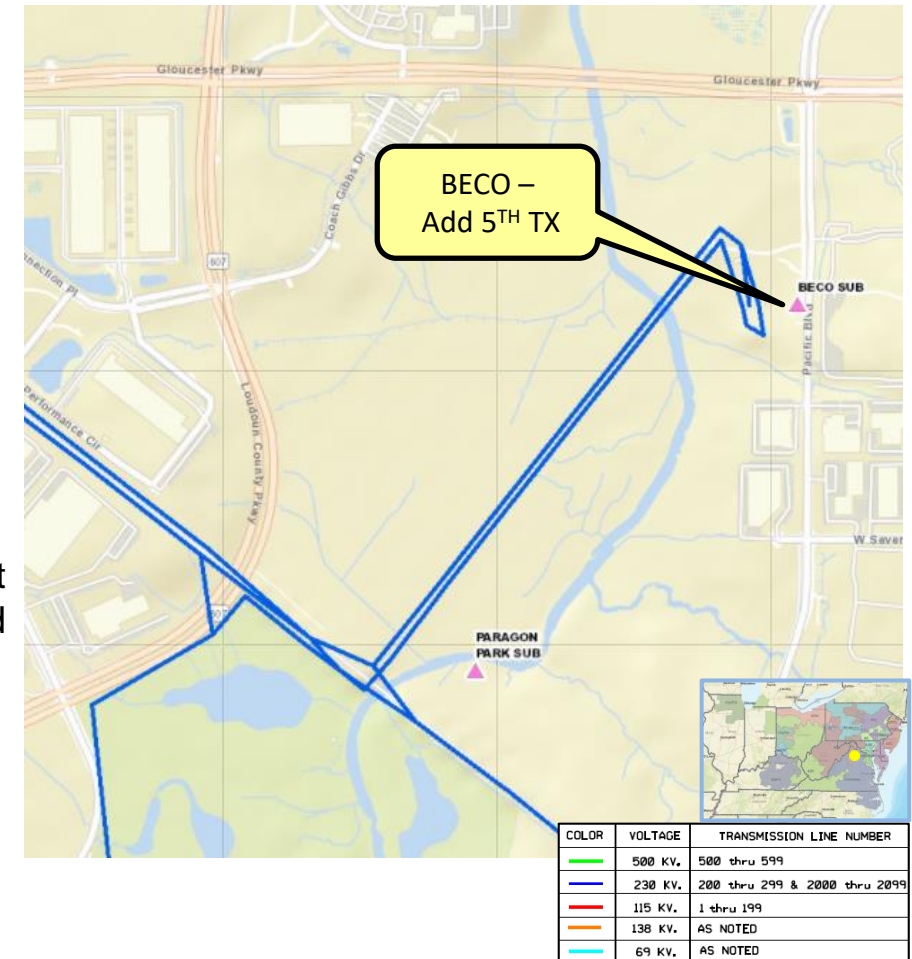 Gloucester Pkwy
Gloucester Pkwy
Coach Gibbs Dr
BECO –
Add 5TH TX
607
nnection Pl
BECO SUB
Pacific Blvd
Performance Cir
Loudoun County Pkwy
W Sever
t
d
607
PARAGON
PARK SUB
COLOR VOLTAGE TRANSMISSION LINE NUMBER
500 KV. 500 thru 599
230 KV. 200 thru 299 & 2000 thru 2099
115 KV. 1 thru 199
138 KV. AS NOTED
69 KV. AS NOTED